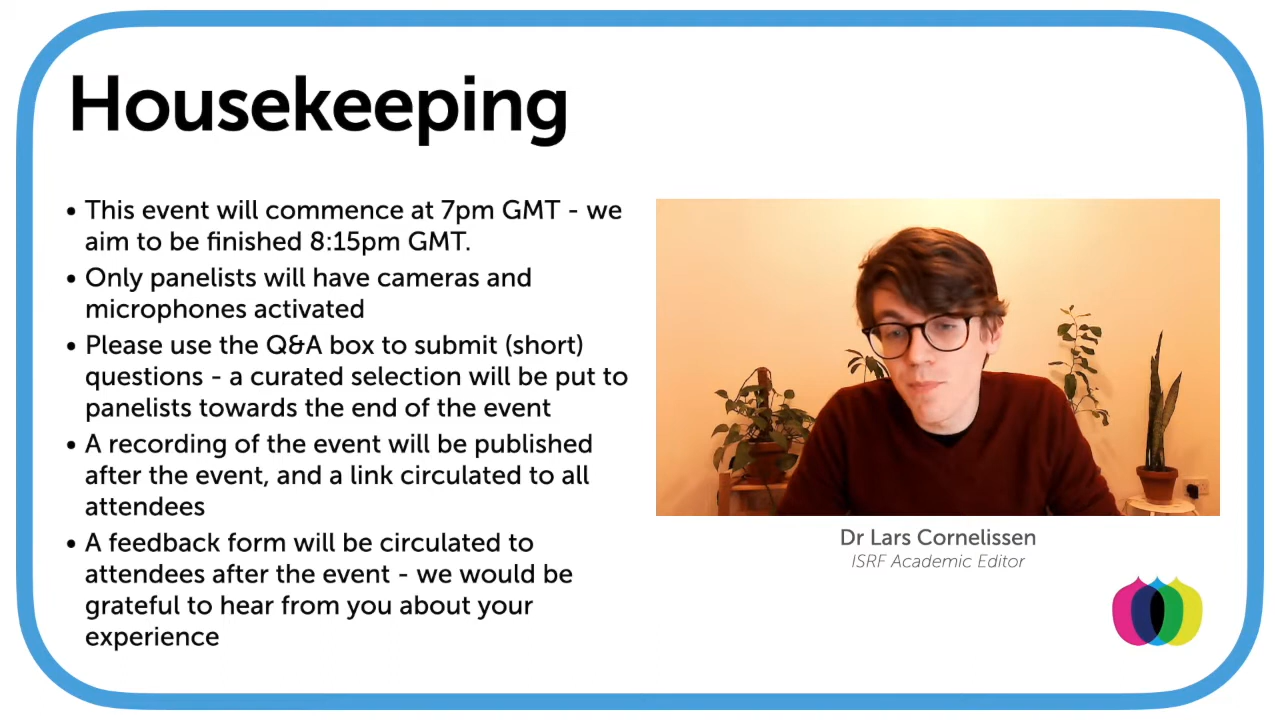 Housekeeping
• This event will commence at 7pm GMT - we
aim to be finished 8:15pm GMT.
• Only panelists will have cameras and
microphones activated
• Please use the Q&A box to submit (short)
questions - a curated selection will be put to
panelists towards the end of the event
• A recording of the event will be published
after the event, and a link circulated to all
attendees
• A feedback form will be circulated to
attendees after the event - we would be
grateful to hear from you about your
experience
Dr Lars Cornelissen
ISRF Academic Editor